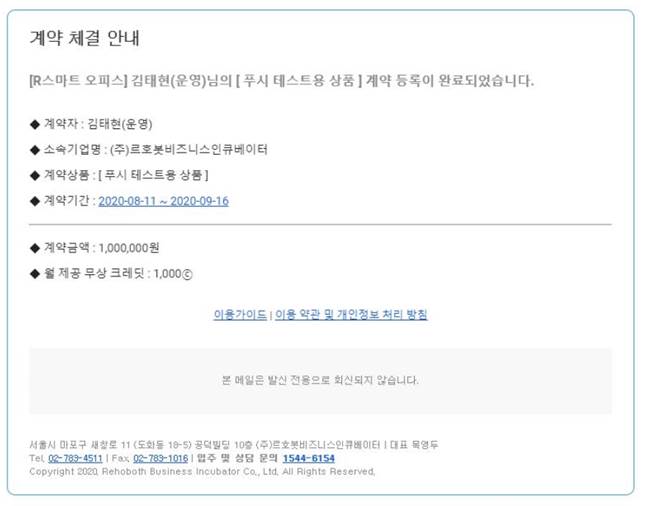 계약 체결 안내
[R스마트 오피스] 김태현(운영)님의 [ 푸시 테스트용 상품 ] 계약 등록이 완료되었습니다.
◆ 계약자 : 김태현(운영)
◆ 소속기업명 : (주)르호봇비즈니스인큐베이터
◆ 계약상품 : [ 푸시 테스트용 상품 ]
◆ 계약기간 : 2020-08-11 ~ 2020-09-16
◆ 계약금액 : 1,000,000원
◆ 월 제공 무상 크레딧 : 1,000ⓒ
이용가이드 | 이용 약관 및 개인정보 처리 방침
본 메일은 발신 전용으로 회신되지 않습니다.
서울시 마포구 새창로 11 (도화동 18-5) 공덕빌딩 10층 (주)르호봇비즈니스인큐베이터 | 대표 목영두
Tel. 02-783-4511 | Fax. 02-783-1016 | 입주 및 상담 문의 1544-6154
Copyright 2020. Rehoboth Business Incubator Co., Ltd. All Rights Reserved.